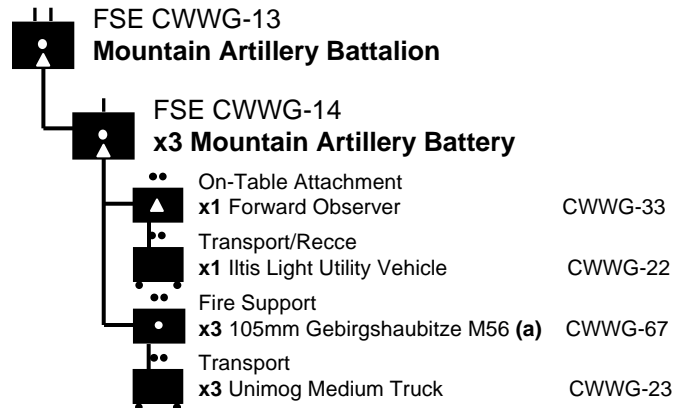 FSE CWWG-13
Mountain Artillery Battalion
FSE CWWG-14
x3 Mountain Artillery Battery
On-Table Attachment
x1 Forward Observer CWWG-33
Transport/Recce
x1 Iltis Light Utility Vehicle CWWG-22
Fire Support
x3 105mm Gebirgshaubitze M56 (a) CWWG-67
Transport
x3 Unimog Medium Truck CWWG-23